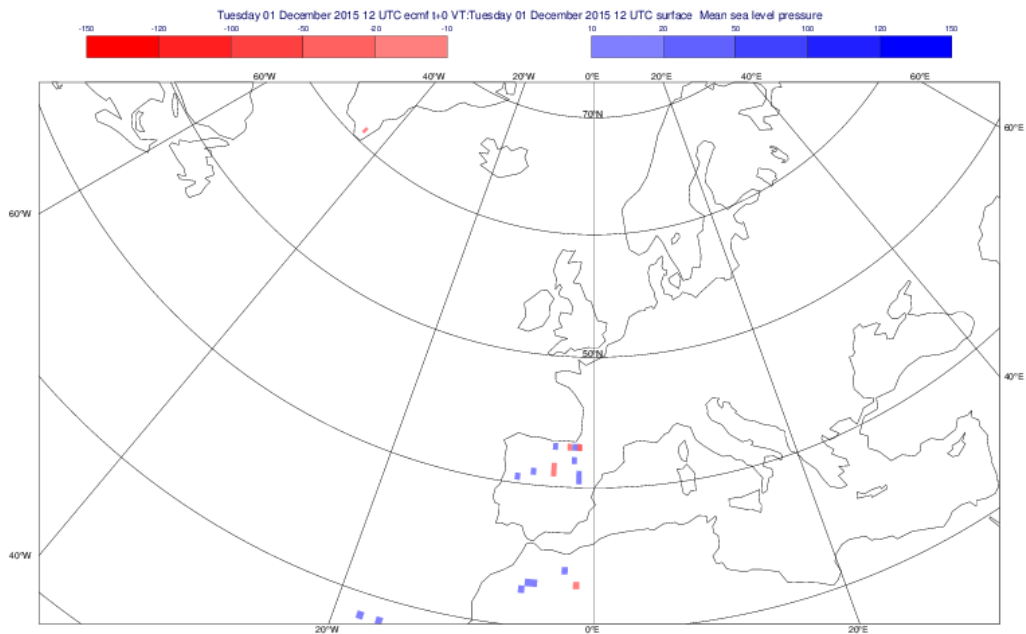 Tuesday 01 December 2015 12 UTC ecmf t+0 VT:Tuesday 01 December 2015 12 UTC surface Mean sea level pressure
-150 -120 -100 -50 -20 -10 10 20 50 100 120 150
60°W 40°W 20°W 0°E 20°E 40°E 60°E
70°N
60°E
60°W
50°N
40°E
40°W
20°W 0°E 20°E